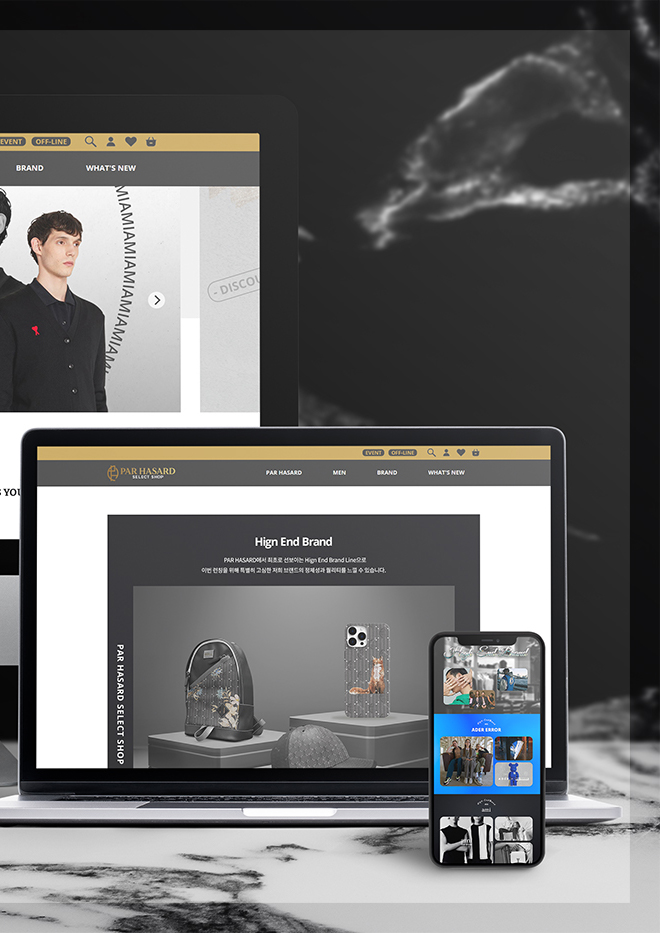 EVENT OFF-LINE
BRAND WHAT'S NEW
AMIAMIAMIAMIAMIAMI
- DISCOU
S YOU
EVENT OFF-LINE
PAR HASARD
SELECT SHOP
PAR HASARD MEN BRAND WHAT'S NEW
Hign End Brand
PAR HASARD에서 최초로 선보이는 Hign End Brand Line으로
이번 런칭을 위해 특별히 고심한 저희 브랜드의 정체성과 퀄리티를 느낄 수 있습니다.
PAR HASARD SELECT SHOP
ADER ERROR
ami